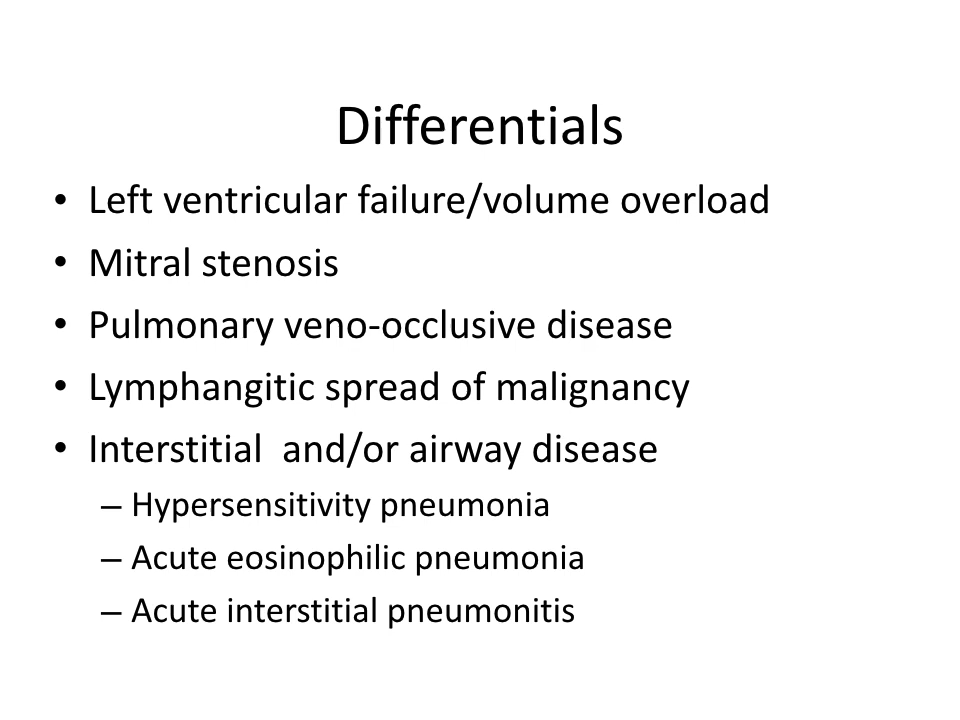 Differentials
• Left ventricular failure/volume overload
• Mitral stenosis
• Pulmonary veno-occlusive disease
• Lymphangitic spread of malignancy
• Interstitial  and/or airway disease
– Hypersensitivity pneumonia
– Acute eosinophilic pneumonia
– Acute interstitial pneumonitis